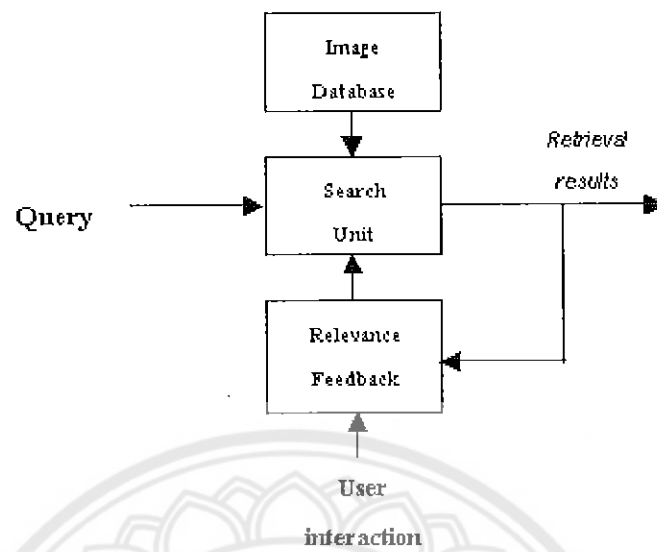 Image
Database
Retrieval
results
Query
Search
Unit
Relevance
Feedback
User
interaction